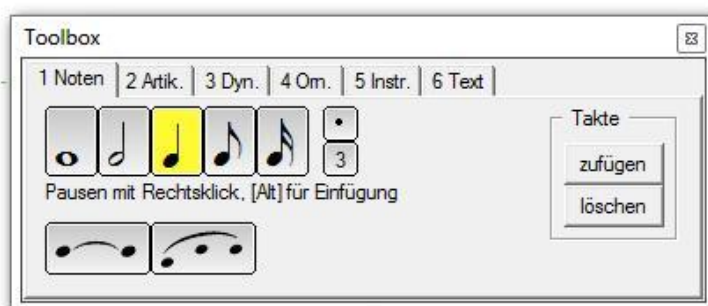 Toolbox
1 Noten 2 Artik. 3 Dyn. 4 Orn. 5 Instr. 6 Text
3
Pausen mit Rechtsklick, [Alt] für Einfügung
Takte
zufügen
löschen